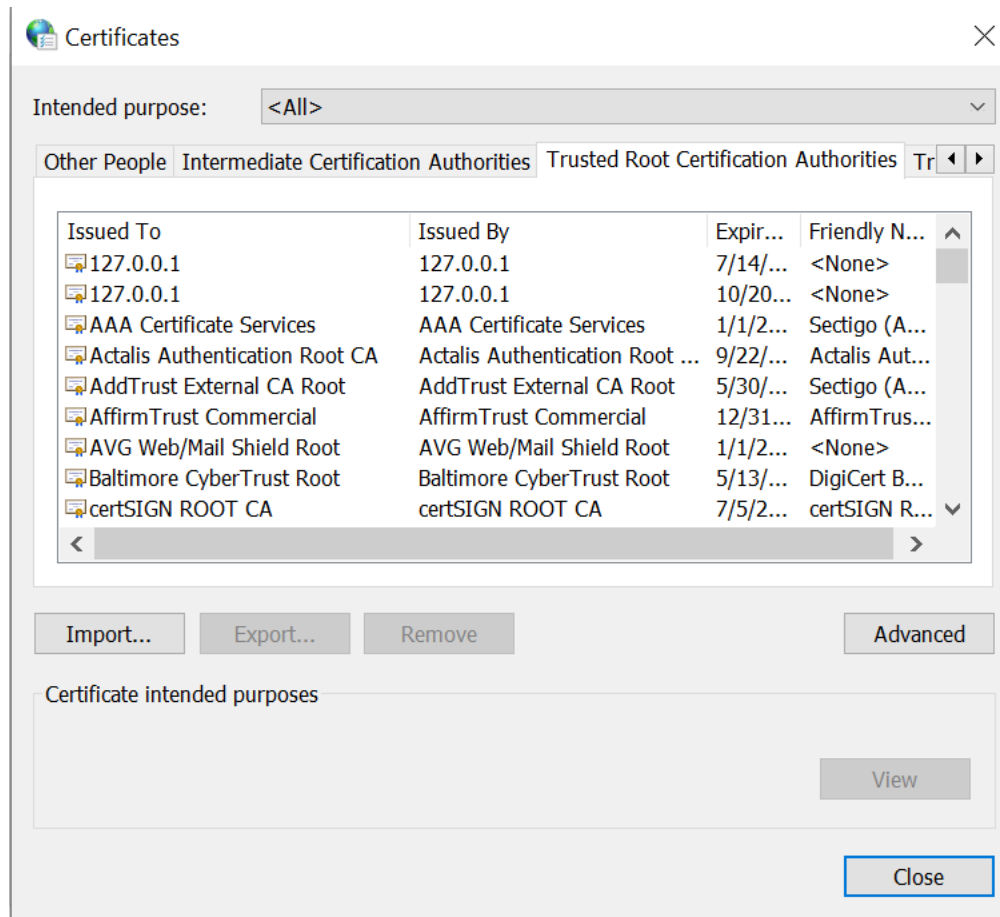 Certificates
Intended purpose: <All>
Other People Intermediate Certification Authorities Trusted Root Certification Authorities Tr
Issued To Issued By Expir... Friendly N...
127.0.0.1 127.0.0.1 7/14/... <None>
127.0.0.1 127.0.0.1 10/20... <None>
AAA Certificate Services AAA Certificate Services 1/1/2... Sectigo (A...
Actalis Authentication Root CA Actalis Authentication Root ... 9/22/... Actalis Aut...
AddTrust External CA Root AddTrust External CA Root 5/30/... Sectigo (A...
AffirmTrust Commercial AffirmTrust Commercial 12/31... AffirmTrus...
AVG Web/Mail Shield Root AVG Web/Mail Shield Root 1/1/2... <None>
Baltimore CyberTrust Root Baltimore CyberTrust Root 5/13/... DigiCert B...
certSIGN ROOT CA certSIGN ROOT CA 7/5/2... certSIGN R...
Import... Export... Remove Advanced
Certificate intended purposes
View
Close